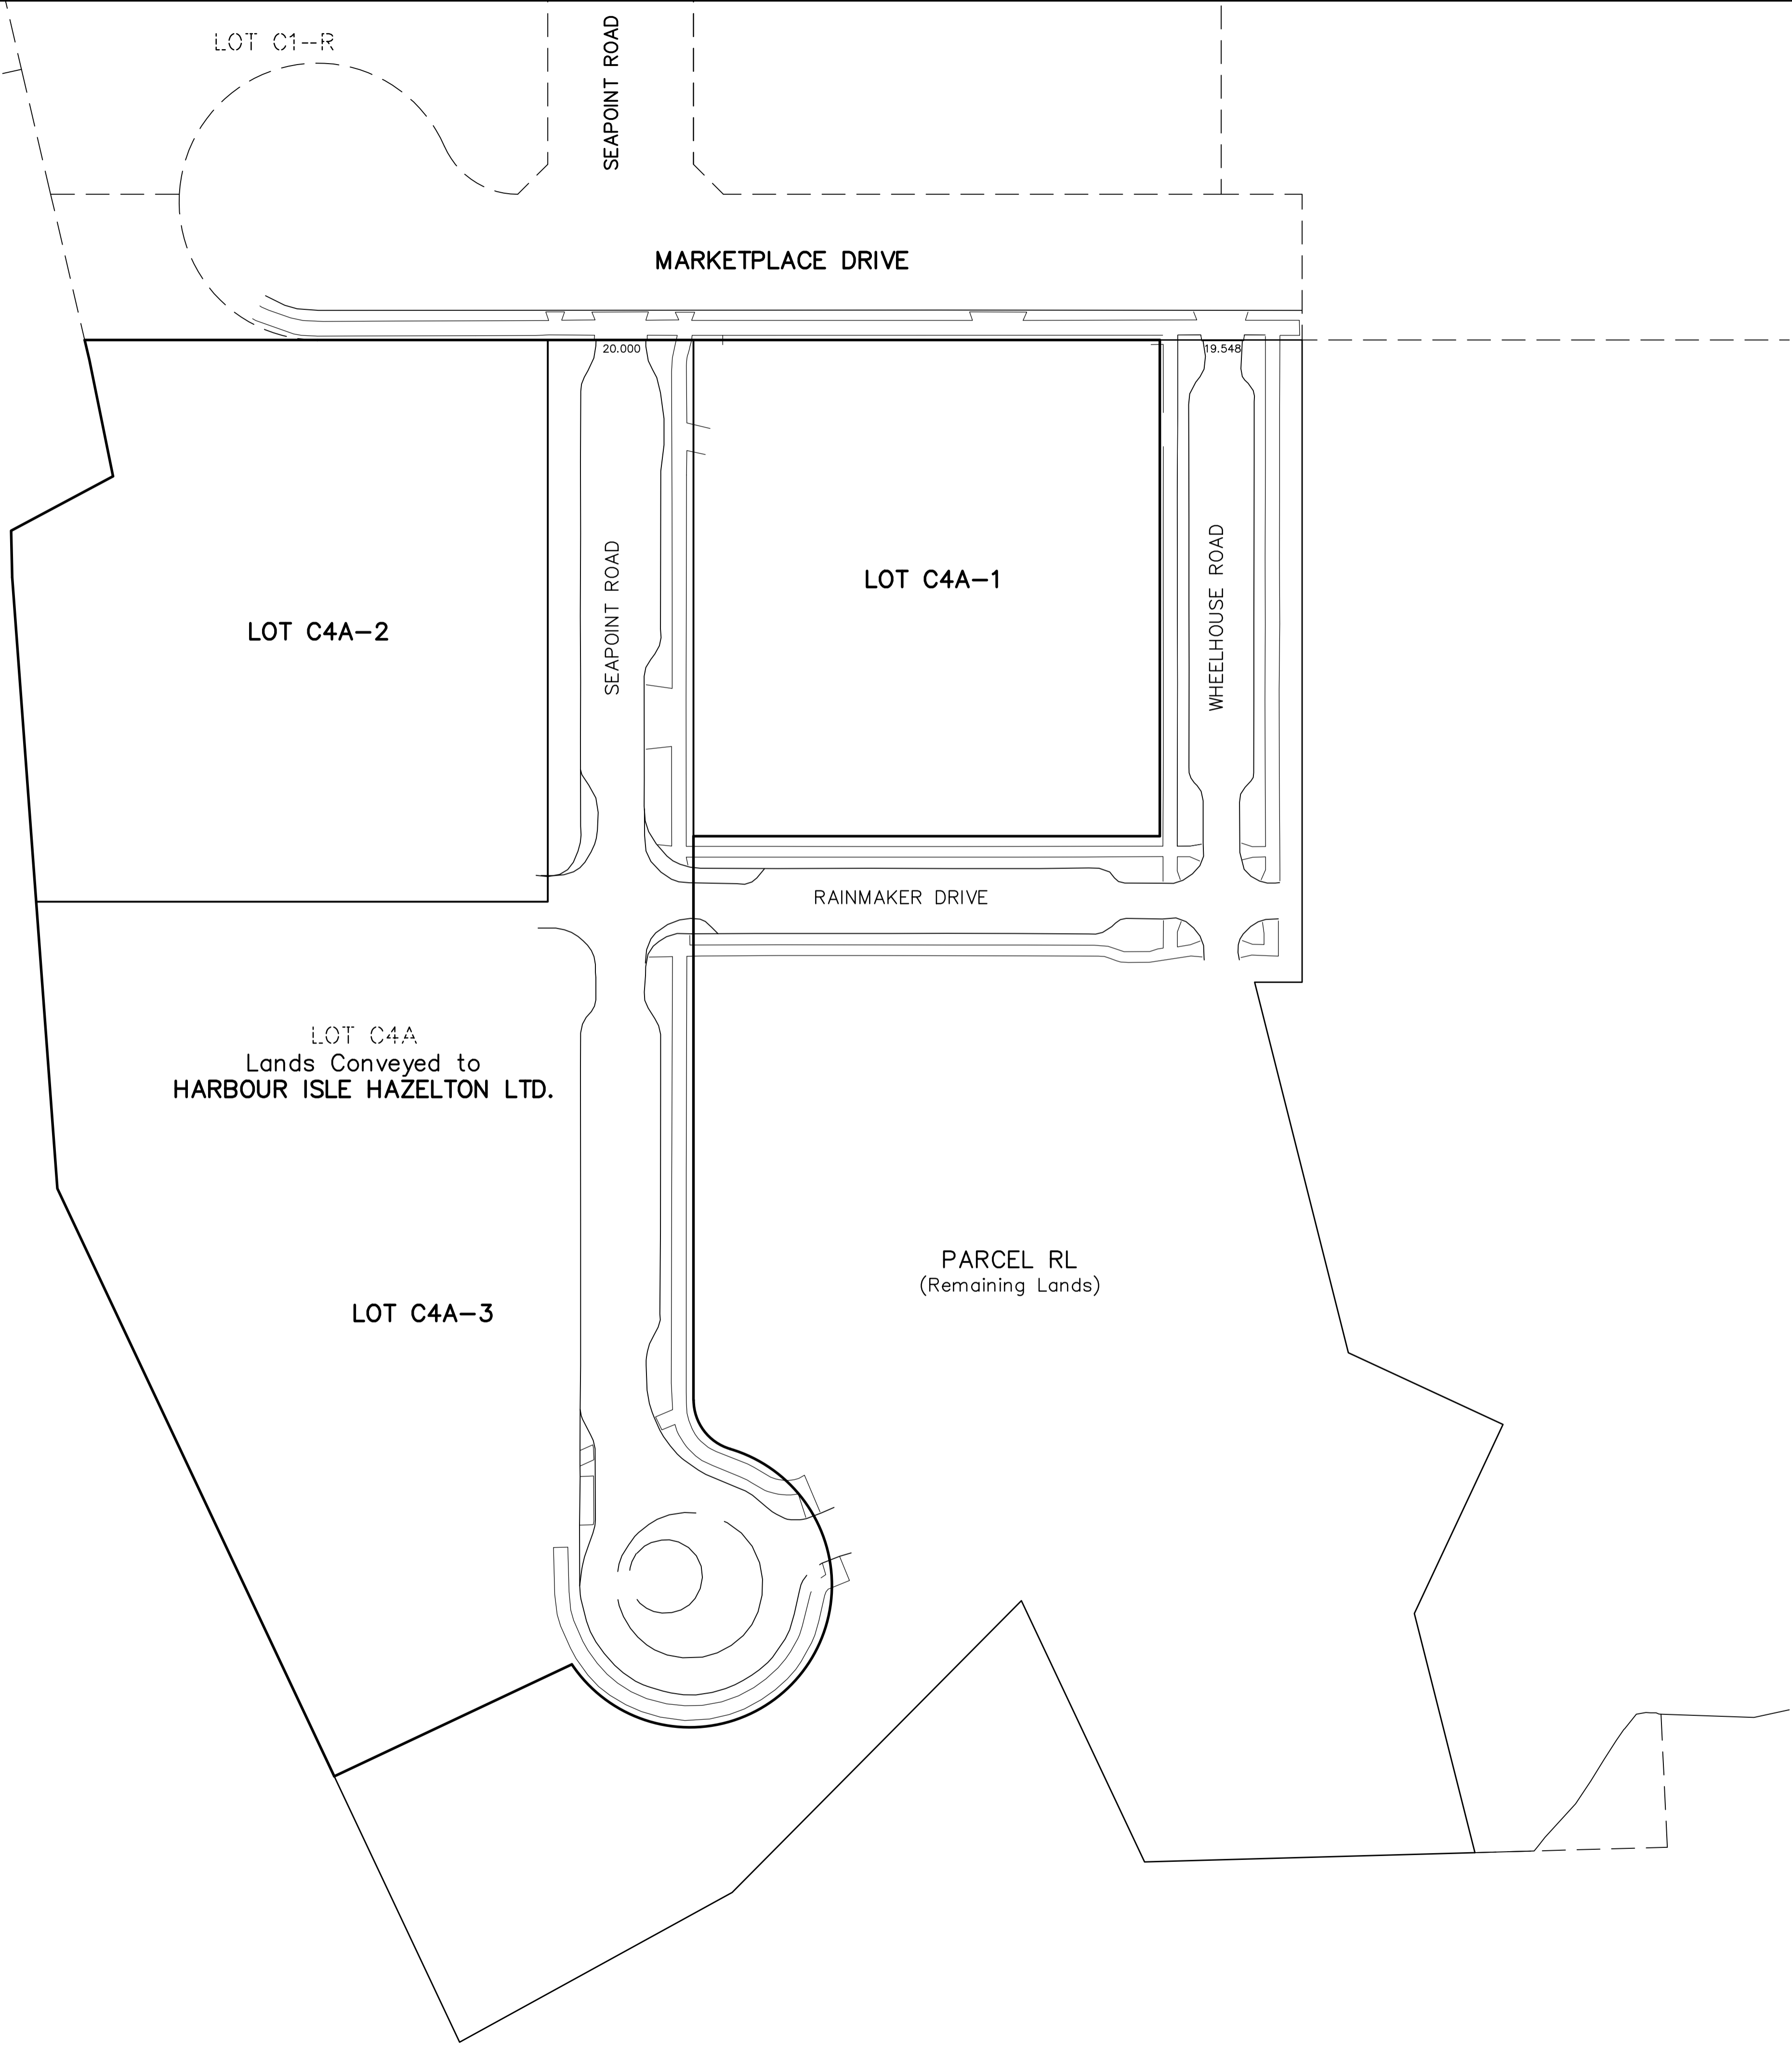 LOT C1--R
SEAPOINT ROAD
MARKETPLACE DRIVE
20.000
19.548
LOT C4A-1
LOT C4A-2
SEAPOINT ROAD
WHEELHOUSE ROAD
RAINMAKER DRIVE
LOT C4A
Lands Conveyed to
HARBOUR ISLE HAZELTON LTD.
PARCEL RL
(Remaining Lands)
LOT C4A-3